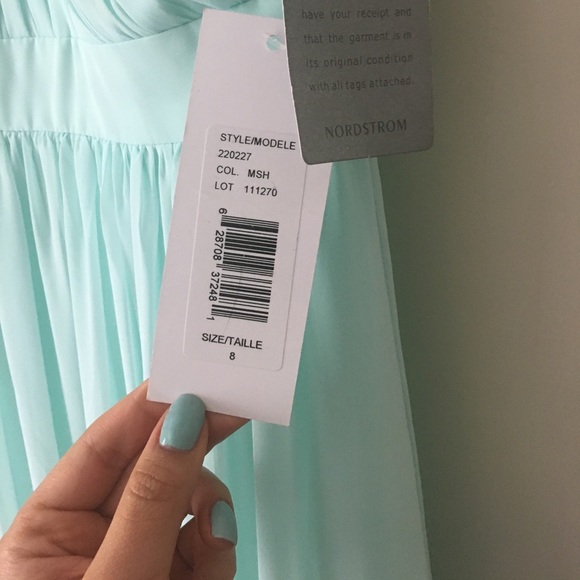 have your receipt and
that the garment is in
its original condition
with all tags attached.
NORDSTROM
STYLE/MODELE
220227
COL. MSH
LOT 111270
6 28708 37248 1
SIZE/TAILLE
8